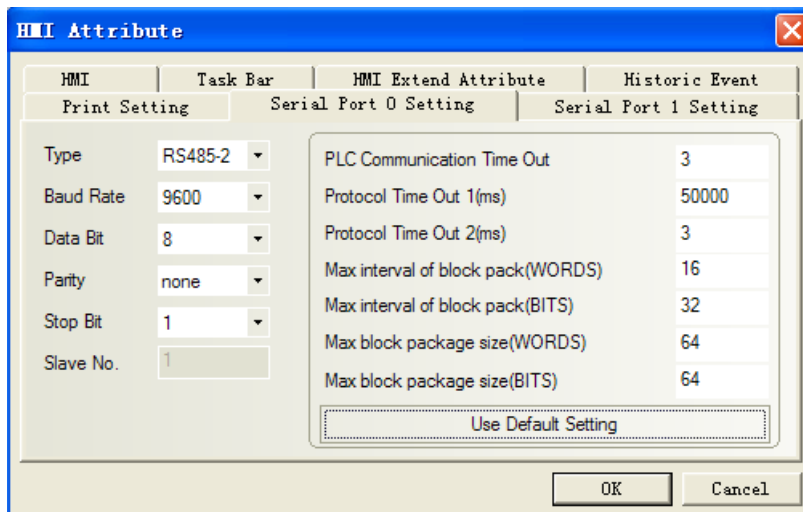 HMI Attribute
HMI Task Bar HMI Extend Attribute Historic Event
Print Setting Serial Port 0 Setting Serial Port 1 Setting
Type RS485-2
Baud Rate 9600
Data Bit 8
Parity none
Stop Bit 1
Slave No. 1
PLC Communication Time Out 3
Protocol Time Out 1(ms) 50000
Protocol Time Out 2(ms) 3
Max interval of block pack(WORDS) 16
Max interval of block pack(BITS) 32
Max block package size(WORDS) 64
Max block package size(BITS) 64
Use Default Setting
OK Cancel